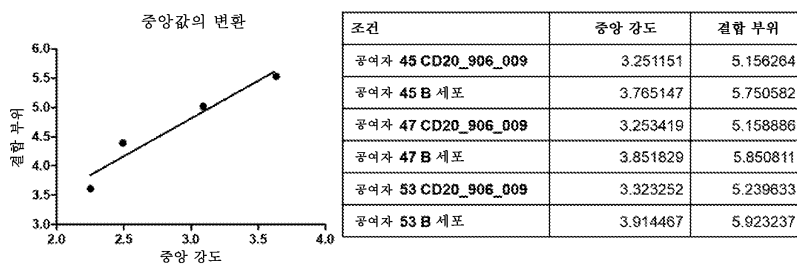 중앙값의 변환
결합 부위
6.0
5.5
5.0
4.5
4.0
3.5
3.0
2.0 2.5 3.0 3.5 4.0
중앙 강도
조건 중앙 강도 결합 부위
공여자 45 CD20_906_009 3.251151 5.156264
공여자 45 B 세포 3.765147 5.750582
공여자 47 CD20_906_009 3.253419 5.158886
공여자 47 B 세포 3.851829 5.850811
공여자 53 CD20_906_009 3.323252 5.239633
공여자 53 B 세포 3.914467 5.923237